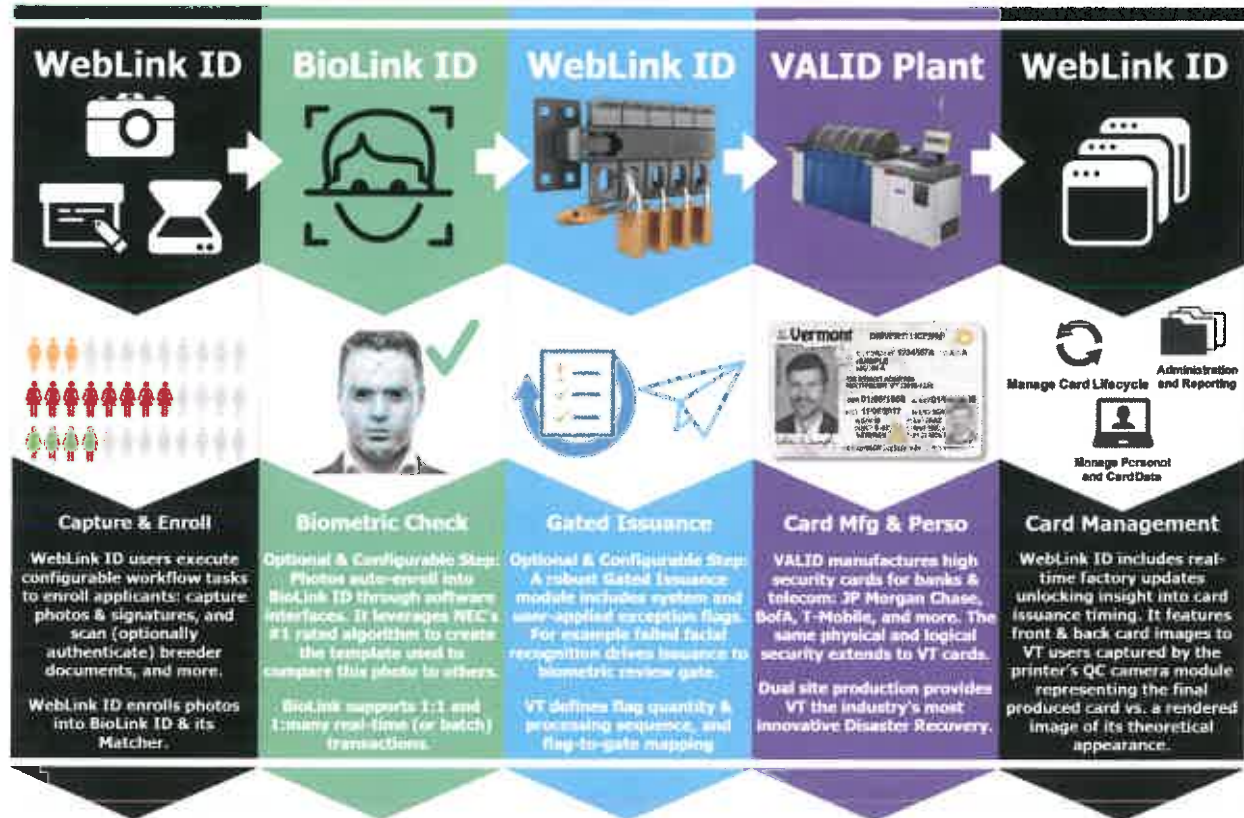 WebLink ID
BioLink ID
WebLink ID
VALID Plant
WebLink ID
Vermont
Manage Card Lifecycle
Administration
and Reporting
Manage Personal
and Card Data
Capture & Enroll
WebLink ID users execute
configurable workflow tasks
to enroll applicants: capture
photos & signatures, and
scan (optionally
authenticate) breeder
documents, and more.
WebLink ID enrolls photos
into BioLink ID & its
Matcher.
Biometric Check
Optional & Configurable Step:
Photos auto-enroll into
BioLink ID through software
interfaces. It leverages NEC's
#1 rated algorithm to create
the template used to
compare this photo to others.
BioLink supports 1:1 and
1:many real-time (or batch)
transactions.
Gated Issuance
Optional & Configurable Step:
A robust Gated Issuance
module includes system and
user-applied exception flags.
For example failed facial
recognition drives issuance to
biometric review gate.
VT defines flag quantity &
processing sequence, and
flag-to-gate mapping
Card Mfg & Perso
VALID manufactures high
security cards for banks &
telecom: JP Morgan Chase,
BofA, T-Mobile, and more. The
same physical and logical
security extends to VT cards.
Dual site production provides
VT the industry's most
innovative Disaster Recovery.
Card Management
WebLink ID includes real-
time factory updates
unlocking insight into card
issuance timing. It features
front & back card images to
VT users captured by the
printer's QC camera module
representing the final
produced card vs. a rendered
image of its theoretical
appearance.